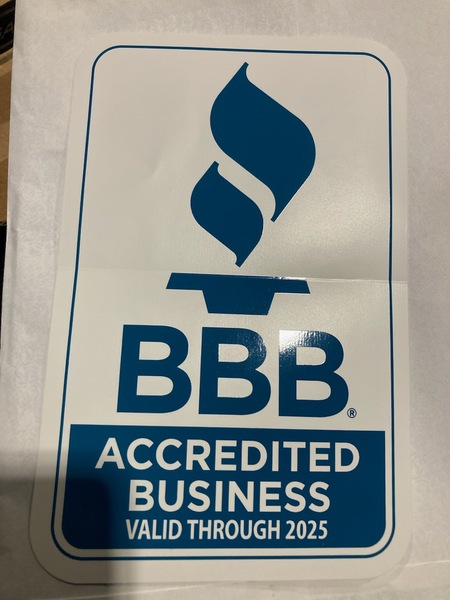 BBB®
ACCREDITED
BUSINESS
VALID THROUGH 2025